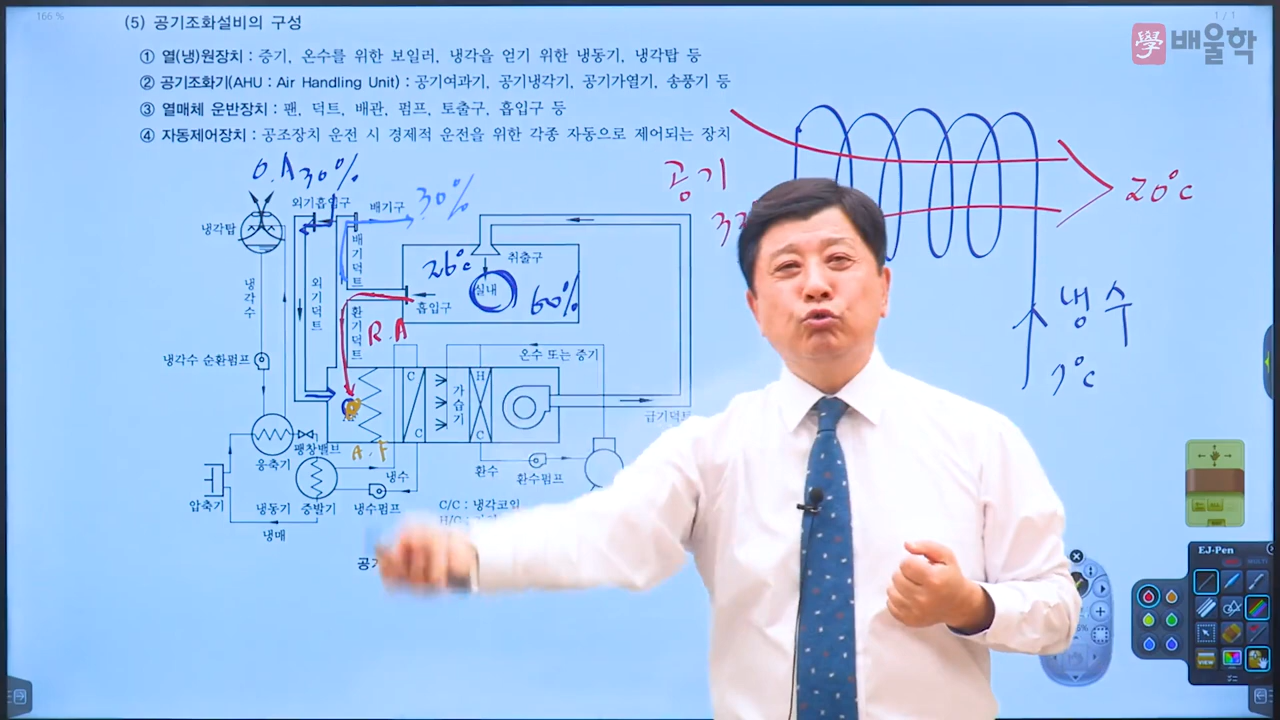 166 %
1 / 1
學 배울학
(5) 공기조화설비의 구성
① 열(냉)원장치 : 증기, 온수를 위한 보일러, 냉각을 얻기 위한 냉동기, 냉각탑 등
② 공기조화기(AHU : Air Handling Unit) : 공기여과기, 공기냉각기, 공기가열기, 송풍기 등
③ 열매체 운반장치 : 팬, 덕트, 배관, 펌프, 토출구, 흡입구 등
④ 자동제어장치 : 공조장치 운전 시 경제적 운전을 위한 각종 자동으로 제어되는 장치
O.A 30%
외기흡입구
배기구
30%
냉각탑
배기덕트
26℃
취출구
실내
60%
냉각수
외기덕트
흡입구
환기덕트
R.A
냉각수 순환펌프
온수 또는 증기
C
C
가습기
H
C
급기덕트
A.F
응축기
팽창밸브
냉수
환수
환수펌프
압축기
냉동기
증발기
냉수펌프
냉매
C/C : 냉각코일
H/C :
공기
20℃
냉수
7℃
EJ-Pen
MULTI
VIEW